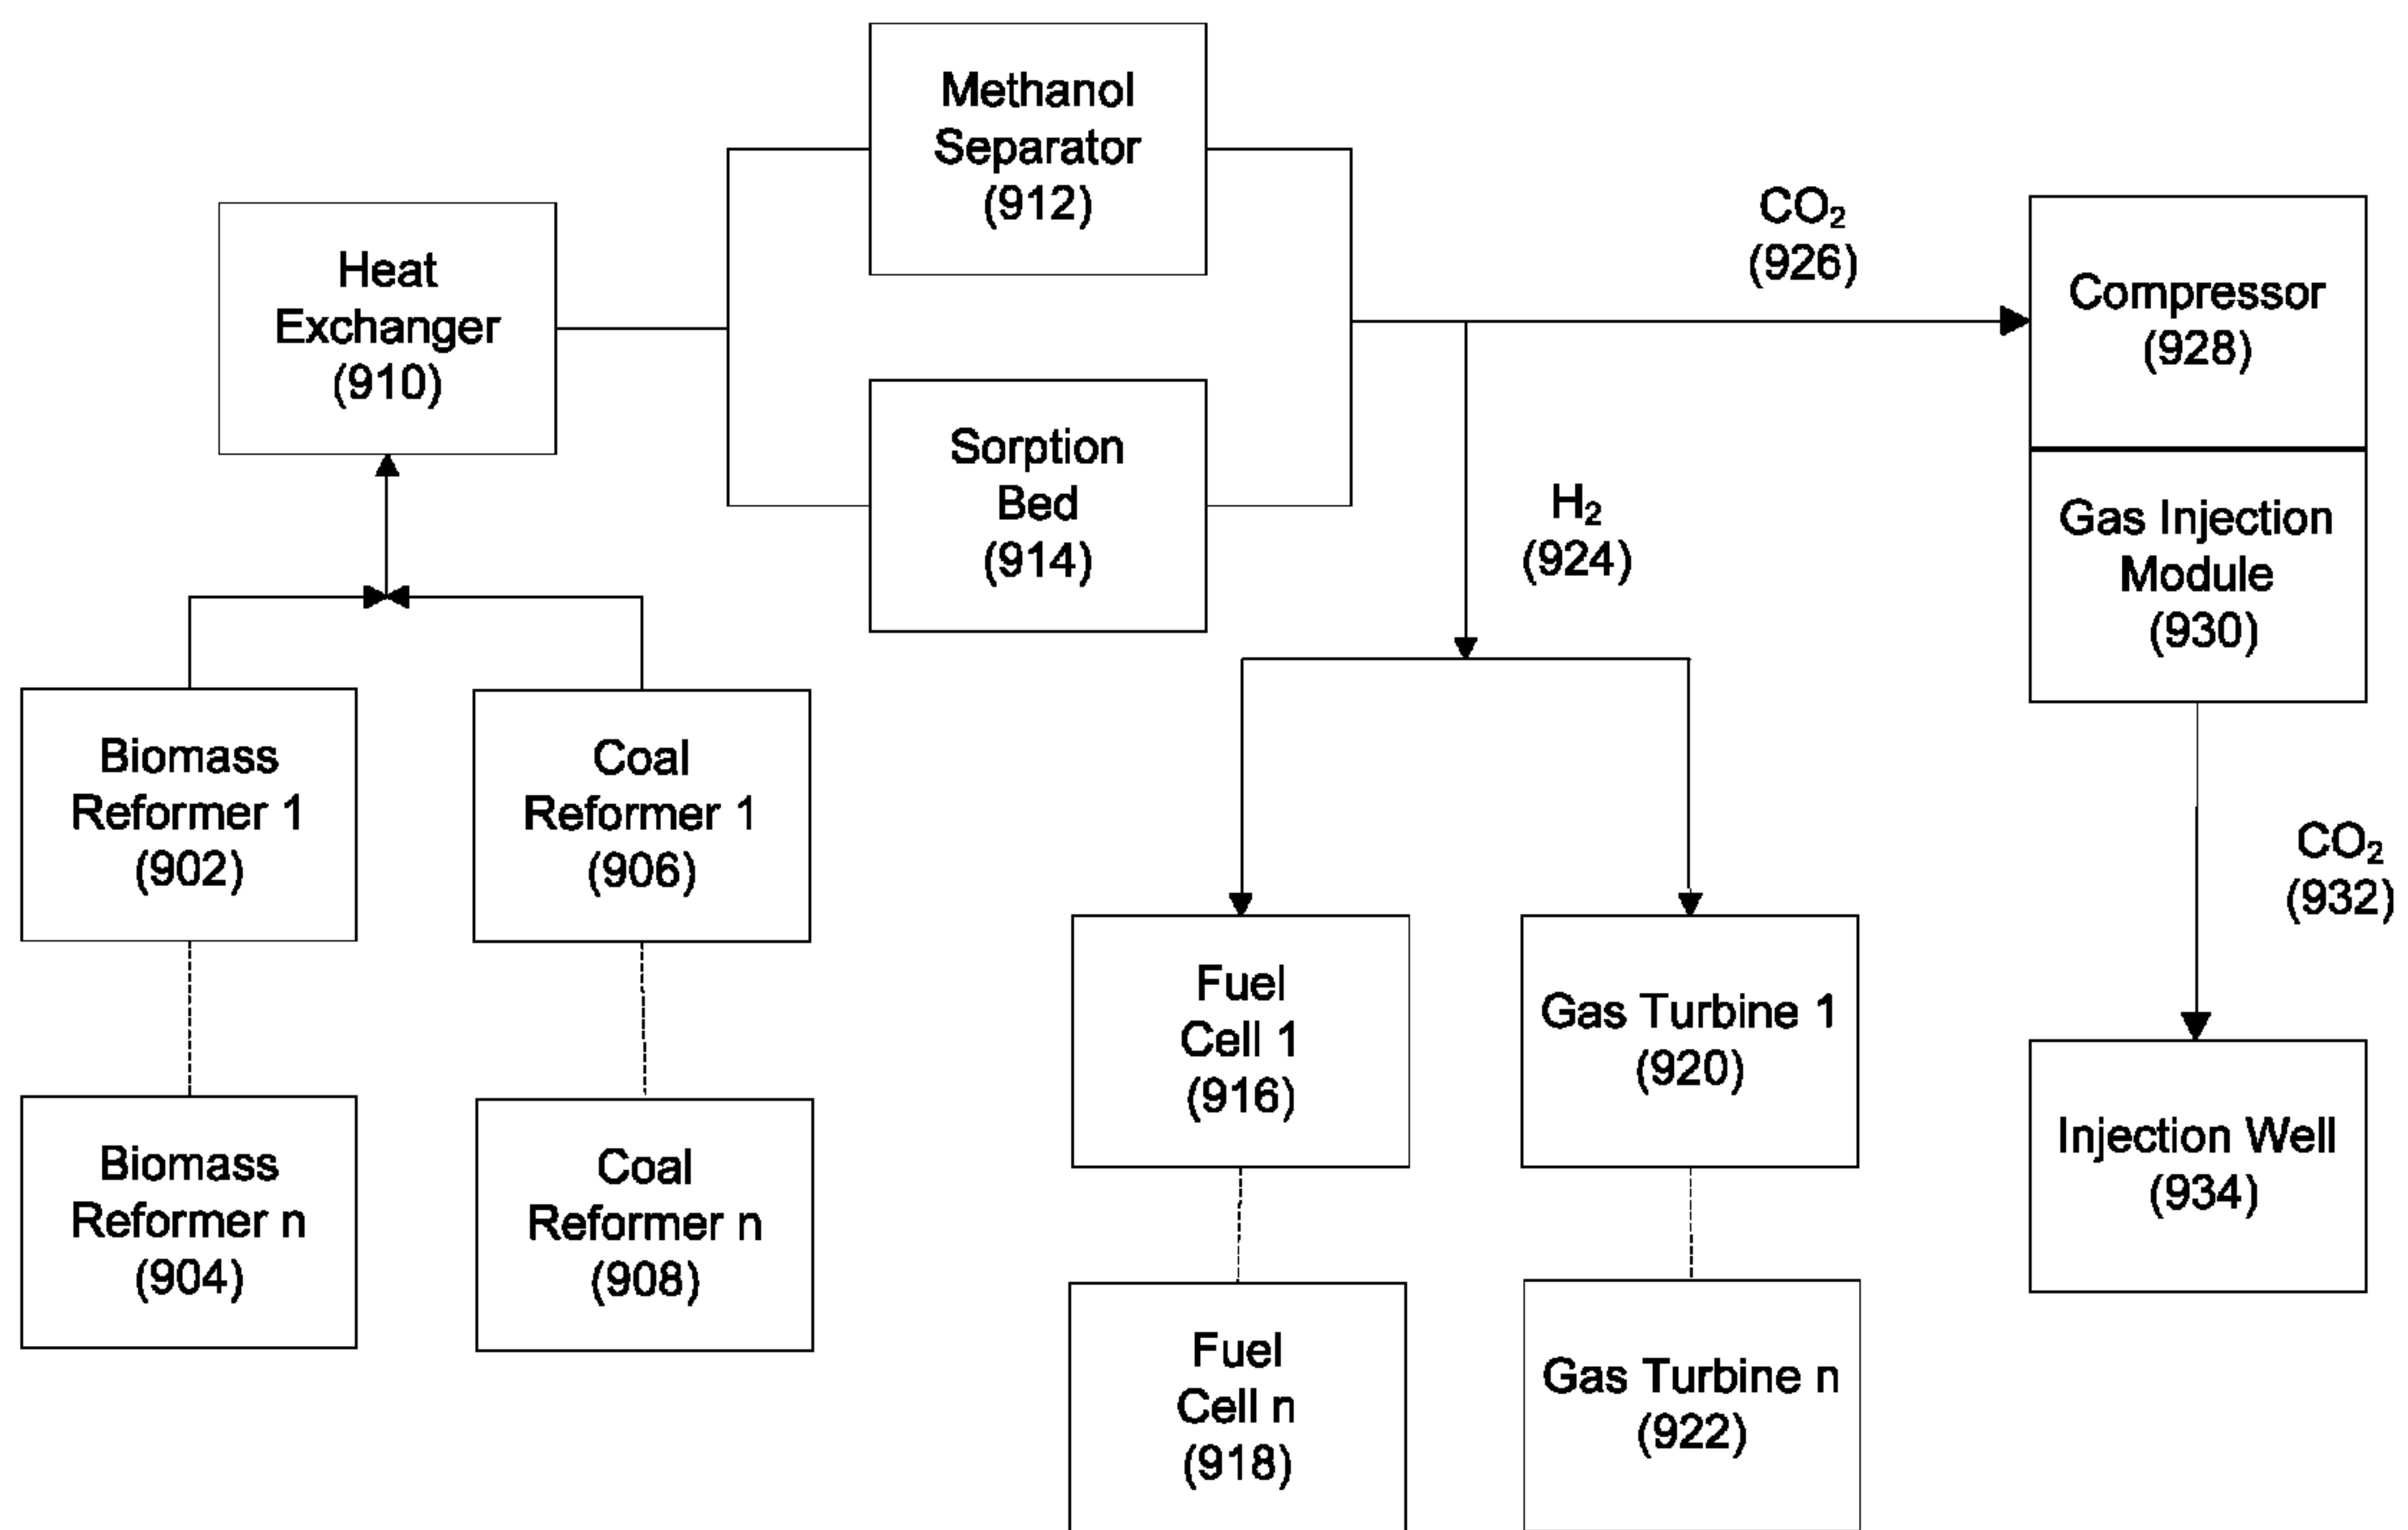 Methanol
Separator
(912)
Heat
Exchanger
(910)
CO₂
(926)
Compressor
(928)
Sorption
Bed
(914)
H₂
(924)
Gas Injection
Module
(930)
Biomass
Reformer 1
(902)
Coal
Reformer 1
(906)
CO₂
(932)
Fuel
Cell 1
(916)
Gas Turbine 1
(920)
Injection Well
(934)
Biomass
Reformer n
(904)
Coal
Reformer n
(908)
Fuel
Cell n
(918)
Gas Turbine n
(922)